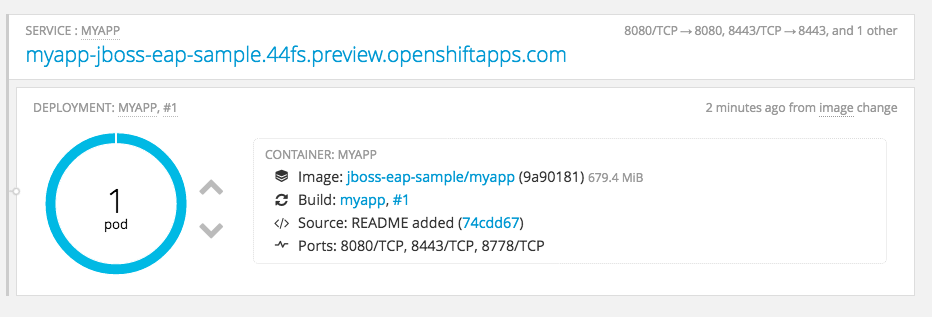 SERVICE : MYAPP
8080/TCP → 8080, 8443/TCP → 8443, and 1 other
myapp-jboss-eap-sample.44fs.preview.openshiftapps.com
DEPLOYMENT: MYAPP, #1
2 minutes ago from image change
1
pod
CONTAINER: MYAPP
Image: jboss-eap-sample/myapp (9a90181) 679.4 MiB
Build: myapp, #1
Source: README added (74cdd67)
Ports: 8080/TCP, 8443/TCP, 8778/TCP